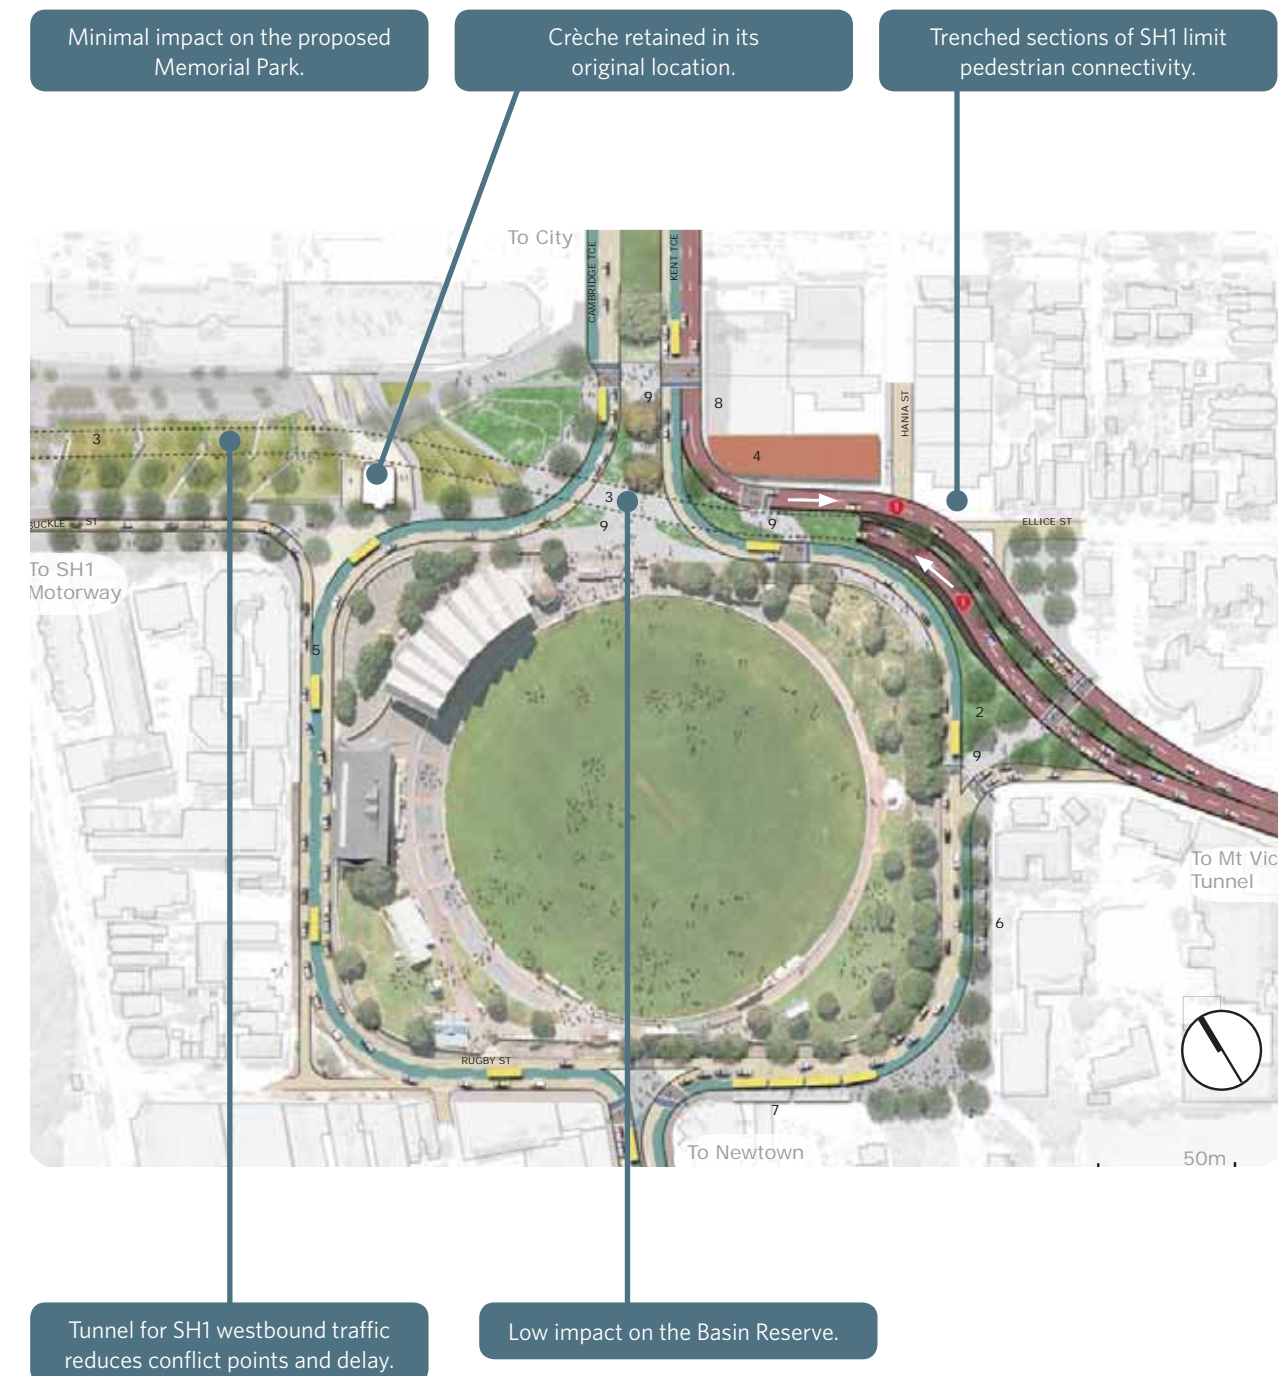 Minimal impact on the proposed
Memorial Park.
Crèche retained in its
original location.
Trenched sections of SH1 limit
pedestrian connectivity.
To City
CAMBRIDGE TCE
KENT TCE
9
8
HANIA ST
3
4
3
9
9
1
BUCKLE ST
ELLICE ST
To SH1
Motorway
1
5
2
9
To Mt Vic
Tunnel
6
RUGBY ST
7
To Newtown
50m
Tunnel for SH1 westbound traffic
reduces conflict points and delay.
Low impact on the Basin Reserve.